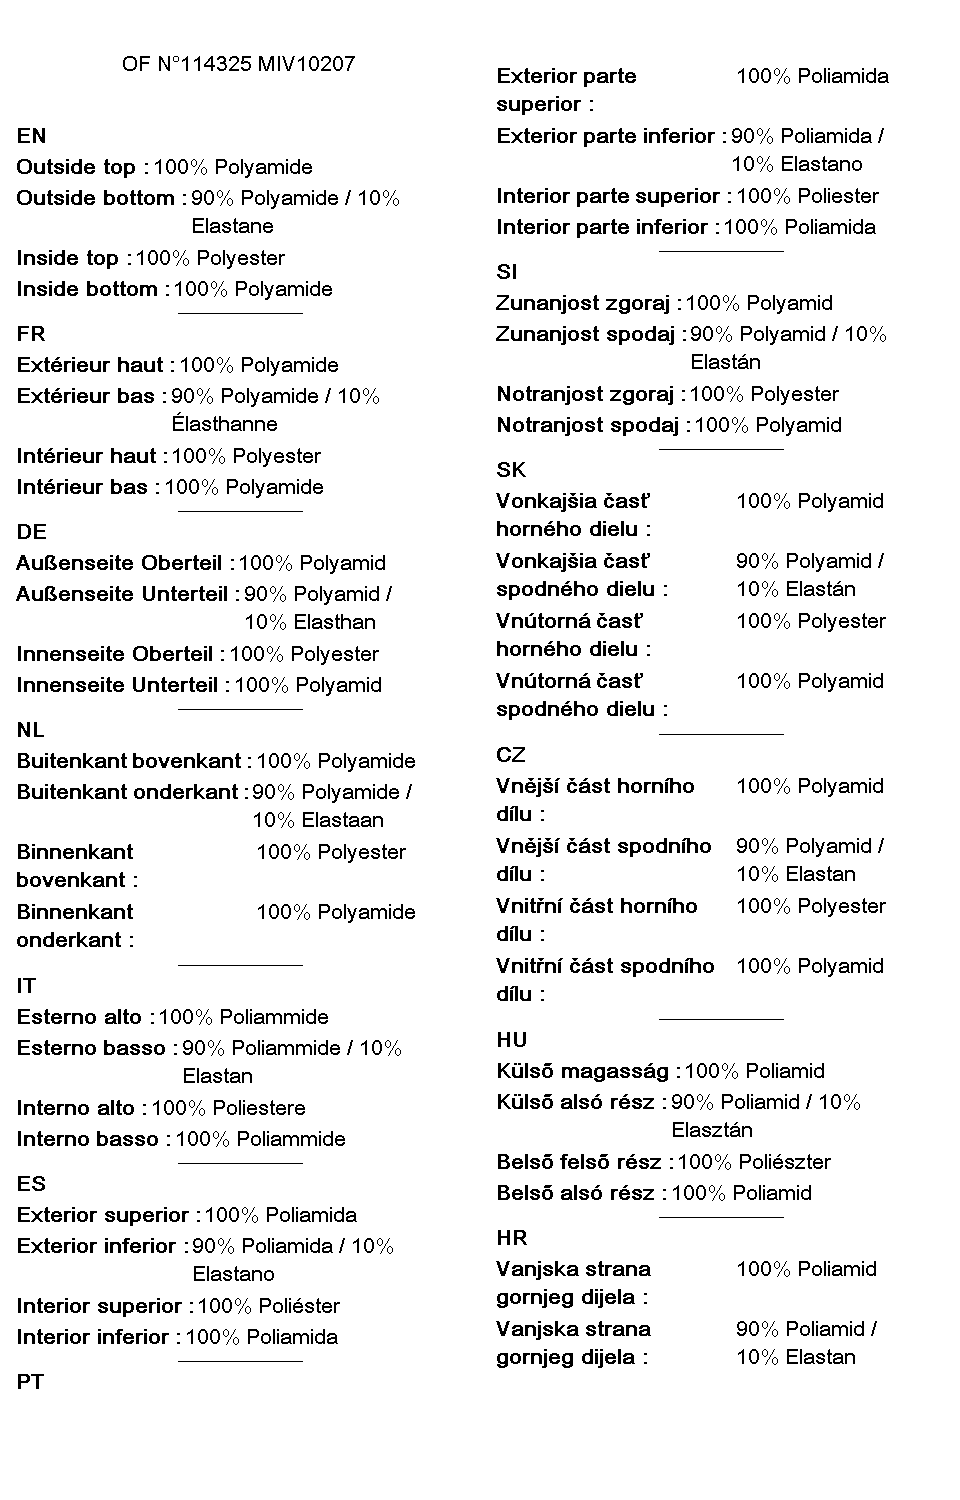 OF N°114325 MIV10207
EN
Outside top : 100% Polyamide
Outside bottom : 90% Polyamide / 10%
Elastane
Inside top : 100% Polyester
Inside bottom : 100% Polyamide
FR
Extérieur haut : 100% Polyamide
Extérieur bas : 90% Polyamide / 10%
Élasthanne
Intérieur haut : 100% Polyester
Intérieur bas : 100% Polyamide
DE
Außenseite Oberteil : 100% Polyamid
Außenseite Unterteil : 90% Polyamid /
10% Elasthan
Innenseite Oberteil : 100% Polyester
Innenseite Unterteil : 100% Polyamid
NL
Buitenkant bovenkant : 100% Polyamide
Buitenkant onderkant : 90% Polyamide /
10% Elastaan
Binnenkant 100% Polyester
bovenkant :
Binnenkant 100% Polyamide
onderkant :
IT
Esterno alto : 100% Poliammide
Esterno basso : 90% Poliammide / 10%
Elastan
Interno alto : 100% Poliestere
Interno basso : 100% Poliammide
ES
Exterior superior : 100% Poliamida
Exterior inferior : 90% Poliamida / 10%
Elastano
Interior superior : 100% Poliéster
Interior inferior : 100% Poliamida
PT
Exterior parte 100% Poliamida
superior :
Exterior parte inferior : 90% Poliamida /
10% Elastano
Interior parte superior : 100% Poliester
Interior parte inferior : 100% Poliamida
SI
Zunanjost zgoraj : 100% Polyamid
Zunanjost spodaj : 90% Polyamid / 10%
Elastán
Notranjost zgoraj : 100% Polyester
Notranjost spodaj : 100% Polyamid
SK
Vonkajšia časť 100% Polyamid
horného dielu :
Vonkajšia časť 90% Polyamid /
spodného dielu : 10% Elastán
Vnútorná časť 100% Polyester
horného dielu :
Vnútorná časť 100% Polyamid
spodného dielu :
CZ
Vnější část horního 100% Polyamid
dílu :
Vnější část spodního 90% Polyamid /
dílu : 10% Elastan
Vnitřní část horního 100% Polyester
dílu :
Vnitřní část spodního 100% Polyamid
dílu :
HU
Külső magasság : 100% Poliamid
Külső alsó rész : 90% Poliamid / 10%
Elasztán
Belső felső rész : 100% Poliészter
Belső alsó rész : 100% Poliamid
HR
Vanjska strana 100% Poliamid
gornjeg dijela :
Vanjska strana 90% Poliamid /
gornjeg dijela : 10% Elastan